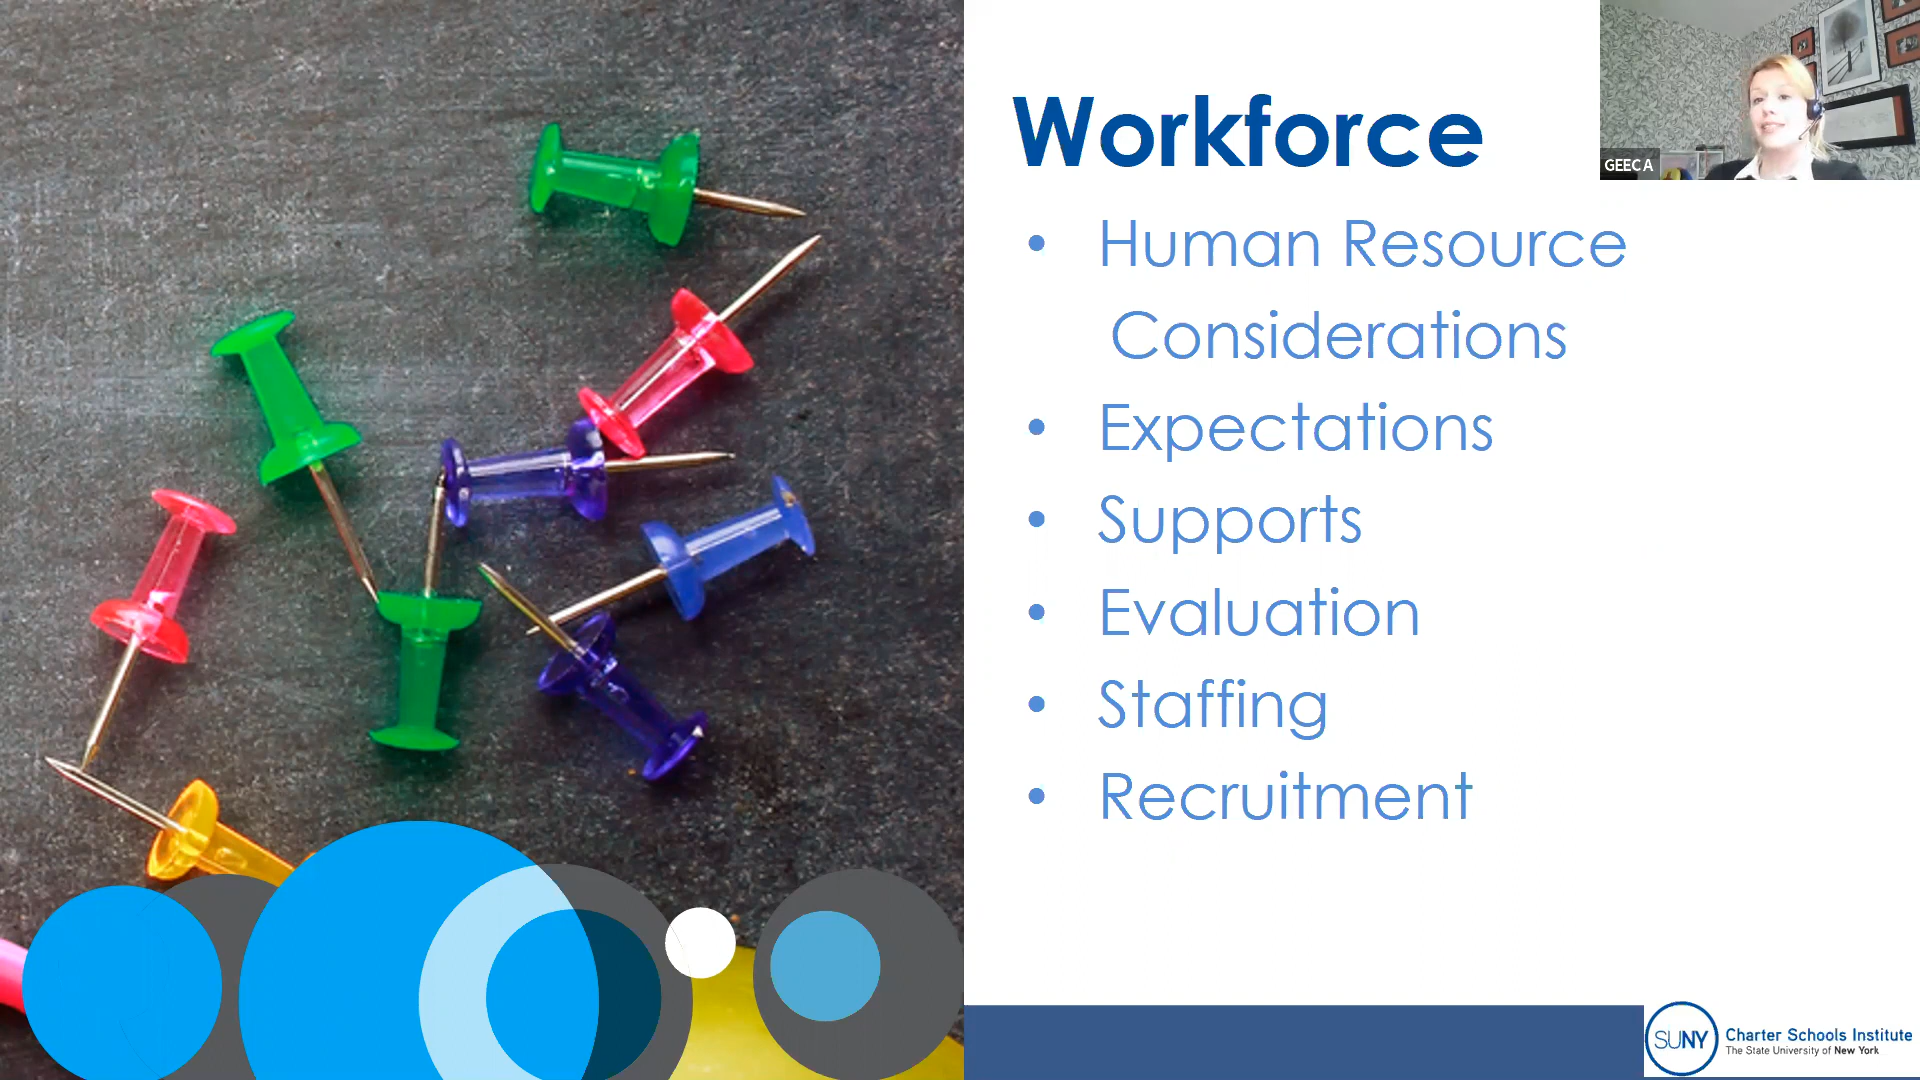 Workforce
GEEC A
• Human Resource
Considerations
• Expectations
• Supports
• Evaluation
• Staffing
• Recruitment
SUNY
Charter Schools Institute
The State University of New York